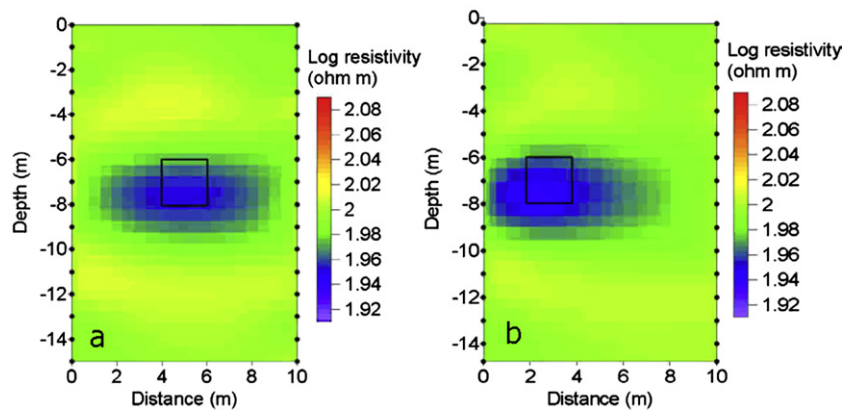 0
-2
-4
-6
-8
-10
-12
-14
Depth (m)
0 2 4 6 8 10
Distance (m)
a
Log resistivity
(ohm m)
2.08
2.06
2.04
2.02
2
1.98
1.96
1.94
1.92
0
-2
-4
-6
-8
-10
-12
-14
Depth (m)
0 2 4 6 8 10
Distance (m)
b
Log resistivity
(ohm m)
2.08
2.06
2.04
2.02
2
1.98
1.96
1.94
1.92